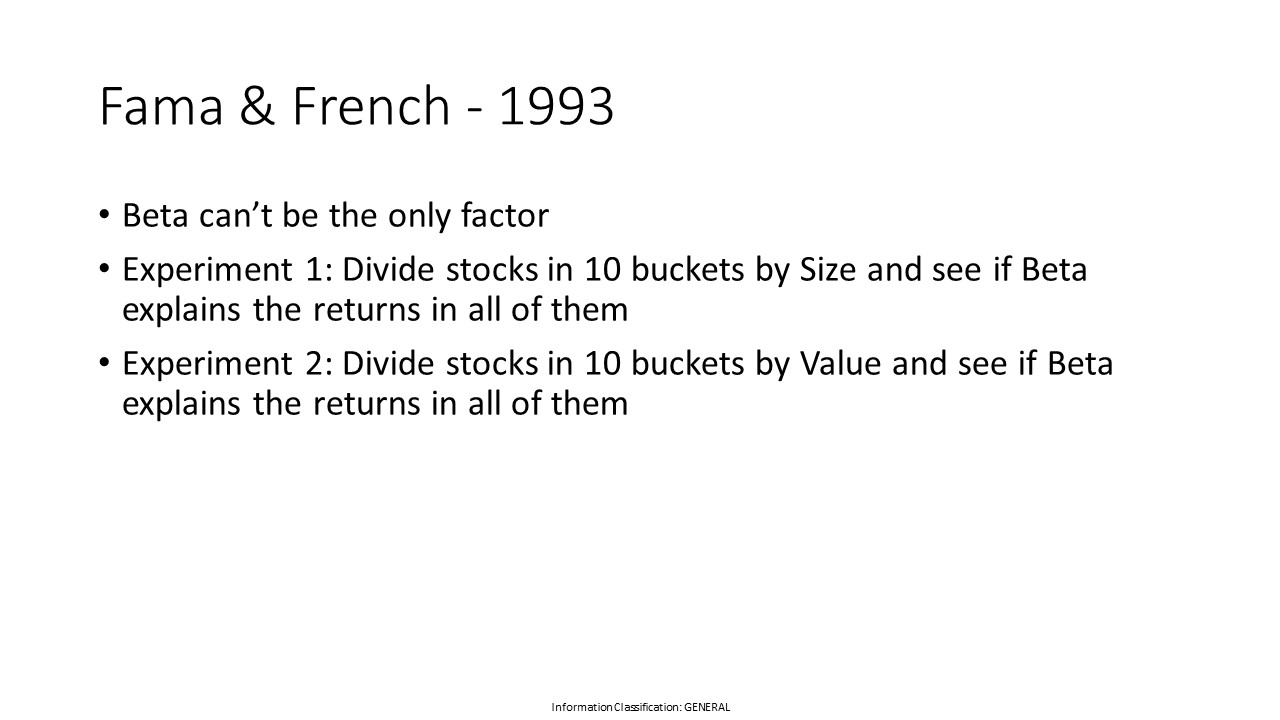 Fama & French - 1993
• Beta can’t be the only factor
• Experiment 1: Divide stocks in 10 buckets by Size and see if Beta
explains the returns in all of them
• Experiment 2: Divide stocks in 10 buckets by Value and see if Beta
explains the returns in all of them
Information Classification: GENERAL